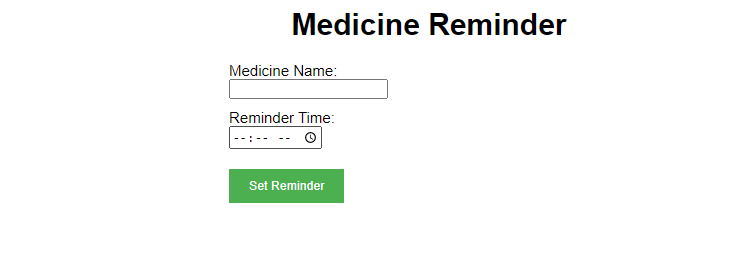 Medicine Reminder
Medicine Name:
Reminder Time:
--:-- --
Set Reminder